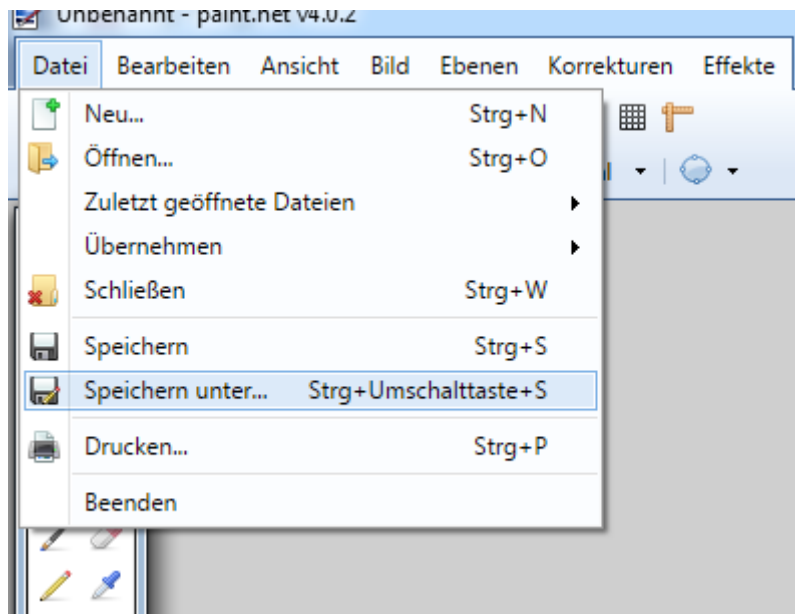 Unbenannt - paint.net v4.0.2
Datei Bearbeiten Ansicht Bild Ebenen Korrekturen Effekte
Neu... Strg+N
Öffnen... Strg+O
Zuletzt geöffnete Dateien
Übernehmen
Schließen Strg+W
Speichern Strg+S
Speichern unter... Strg+Umschalttaste+S
Drucken... Strg+P
Beenden